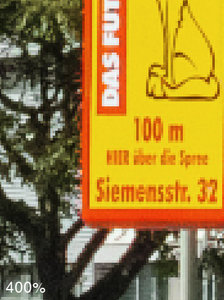 DAS FUT
100 m
HIER über die Spree
Siemensstr. 32
400%